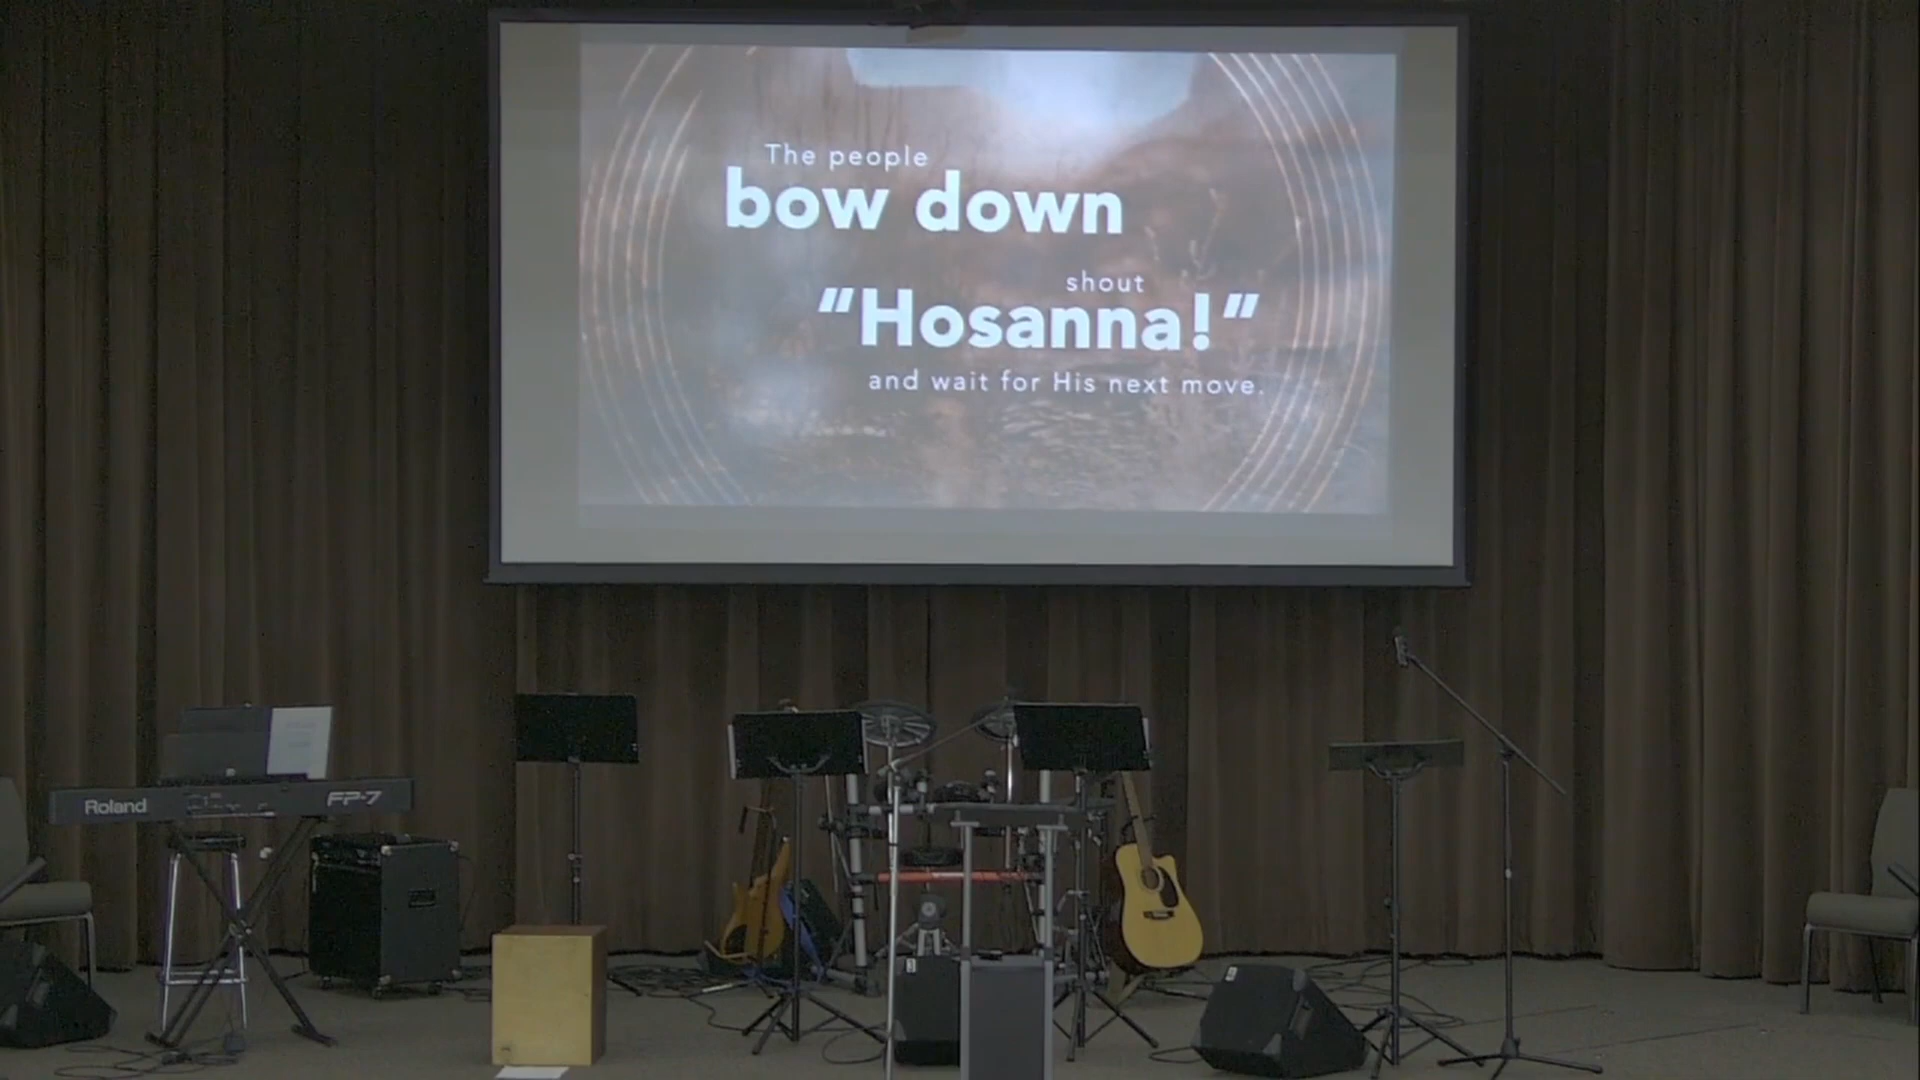 The people
bow down
shout
“Hosanna!”
and wait for His next move.
Roland
FP-7